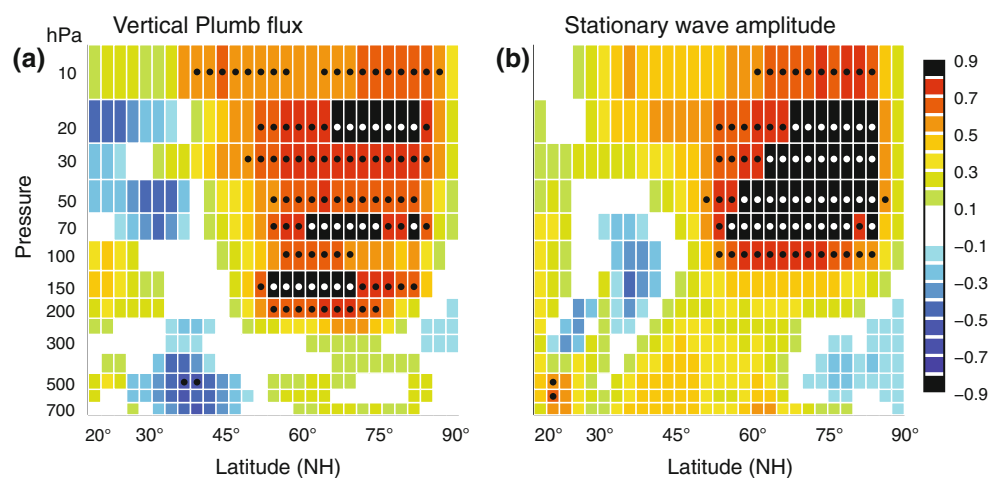 Vertical Plumb flux
Stationary wave amplitude
hPa
(a)
(b)
10
20
30
50
70
100
150
200
300
500
700
Pressure
20° 30° 45° 60° 75° 90°
20° 30° 45° 60° 75° 90°
Latitude (NH)
Latitude (NH)
0.9
0.7
0.5
0.3
0.1
−0.1
−0.3
−0.5
−0.7
−0.9